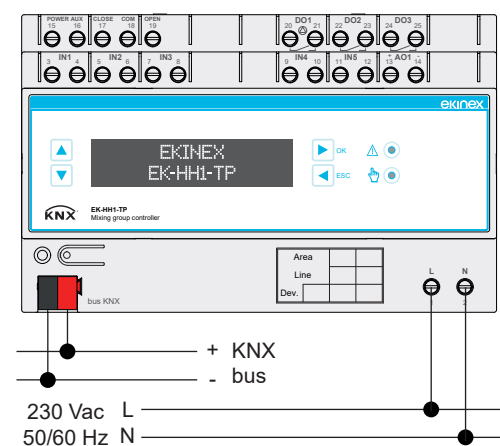 POWER AUX CLOSE COM OPEN DO1 DO2 DO3
15 16 17 18 19 20 21 22 23 24 25
IN1 IN2 IN3 IN4 IN5 + AO1 -
3 4 5 6 7 8 9 10 11 12 13 14
ekinex
EKINEX
EK-HH1-TP
OK
ESC
KNX
EK-HH1-TP
Mixing group controller
Area
Line
Dev.
L N
1 2
bus KNX
+ KNX
- bus
230 Vac L
50/60 Hz N